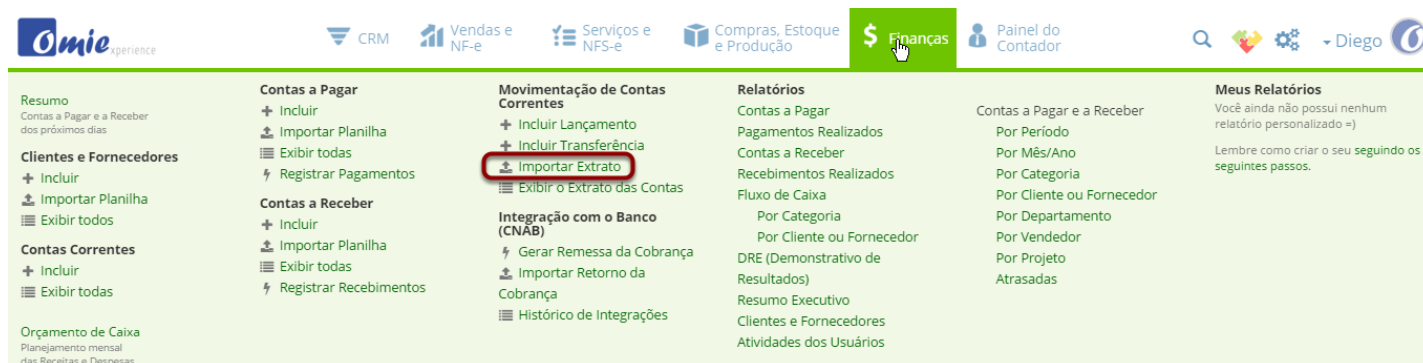 Omie
xperience
CRM
Vendas e
NF-e
Serviços e
NFS-e
Compras, Estoque
e Produção
$ Finanças
Painel do
Contador
Diego
Resumo
Contas a Pagar e a Receber
dos próximos dias
Clientes e Fornecedores
Incluir
Importar Planilha
Exibir todos
Contas Correntes
Incluir
Exibir todas
Orçamento de Caixa
Planejamento mensal
das Receitas e Despesas
Contas a Pagar
Incluir
Importar Planilha
Exibir todas
Registrar Pagamentos
Contas a Receber
Incluir
Importar Planilha
Exibir todas
Registrar Recebimentos
Movimentação de Contas
Correntes
Incluir Lançamento
Incluir Transferência
Importar Extrato
Exibir o Extrato das Contas
Integração com o Banco
(CNAB)
Gerar Remessa da Cobrança
Importar Retorno da
Cobrança
Histórico de Integrações
Relatórios
Contas a Pagar
Pagamentos Realizados
Contas a Receber
Recebimentos Realizados
Fluxo de Caixa
Por Categoria
Por Cliente ou Fornecedor
DRE (Demonstrativo de
Resultados)
Resumo Executivo
Clientes e Fornecedores
Atividades dos Usuários
Contas a Pagar e a Receber
Por Período
Por Mês/Ano
Por Categoria
Por Cliente ou Fornecedor
Por Departamento
Por Vendedor
Por Projeto
Atrasadas
Meus Relatórios
Você ainda não possui nenhum
relatório personalizado =)
Lembre como criar o seu seguindo os
seguintes passos.